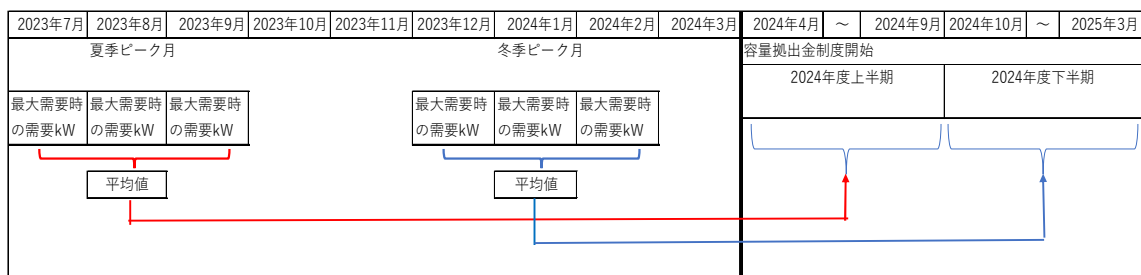 2023年7月 2023年8月 2023年9月 2023年10月 2023年11月 2023年12月 2024年1月 2024年2月 2024年3月 2024年4月 ～ 2024年9月 2024年10月 ～ 2025年3月
夏季ピーク月 冬季ピーク月 容量拠出金制度開始
2024年度上半期 2024年度下半期
最大需要時 最大需要時 最大需要時 最大需要時 最大需要時 最大需要時
の需要kW の需要kW の需要kW の需要kW の需要kW の需要kW
平均値 平均値